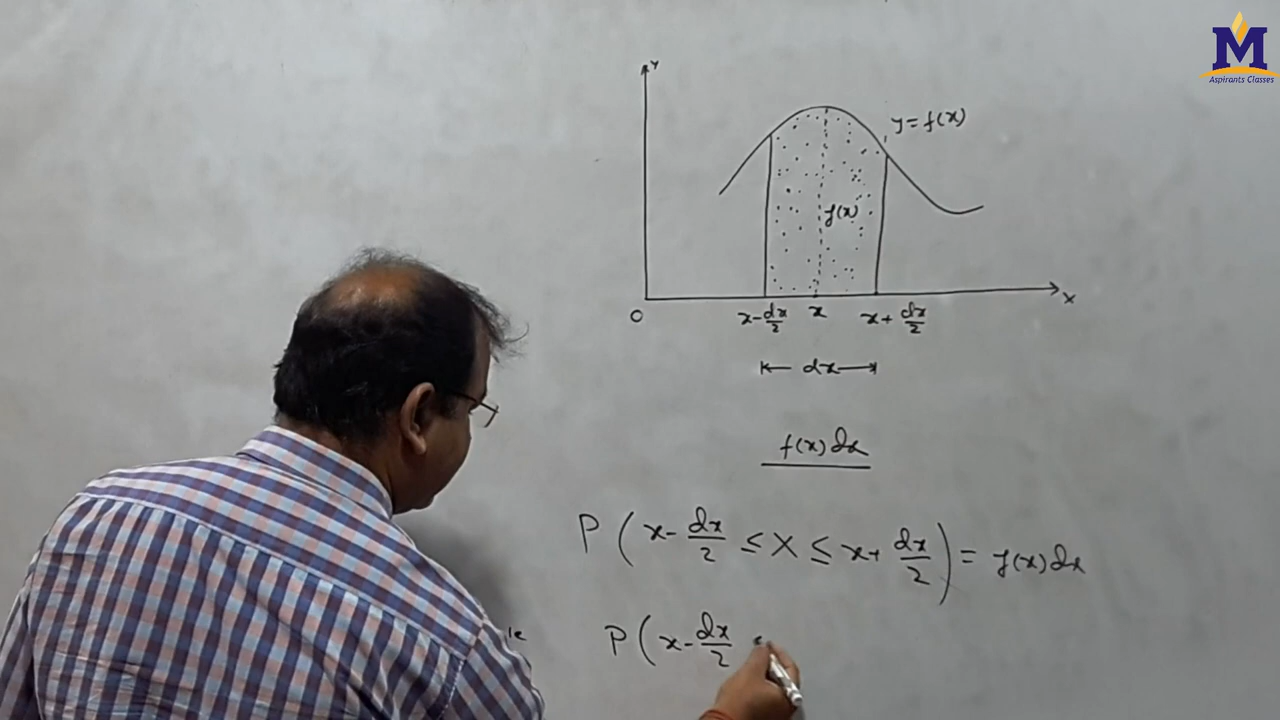 M
Aspirants Classes
Y
y = f(x)
f(x)
O x - dx/2 x x + dx/2 X
dx
f(x) dx
P ( x - dx/2 ≤ X ≤ x + dx/2 ) = f(x) dx
P ( x - dx/2